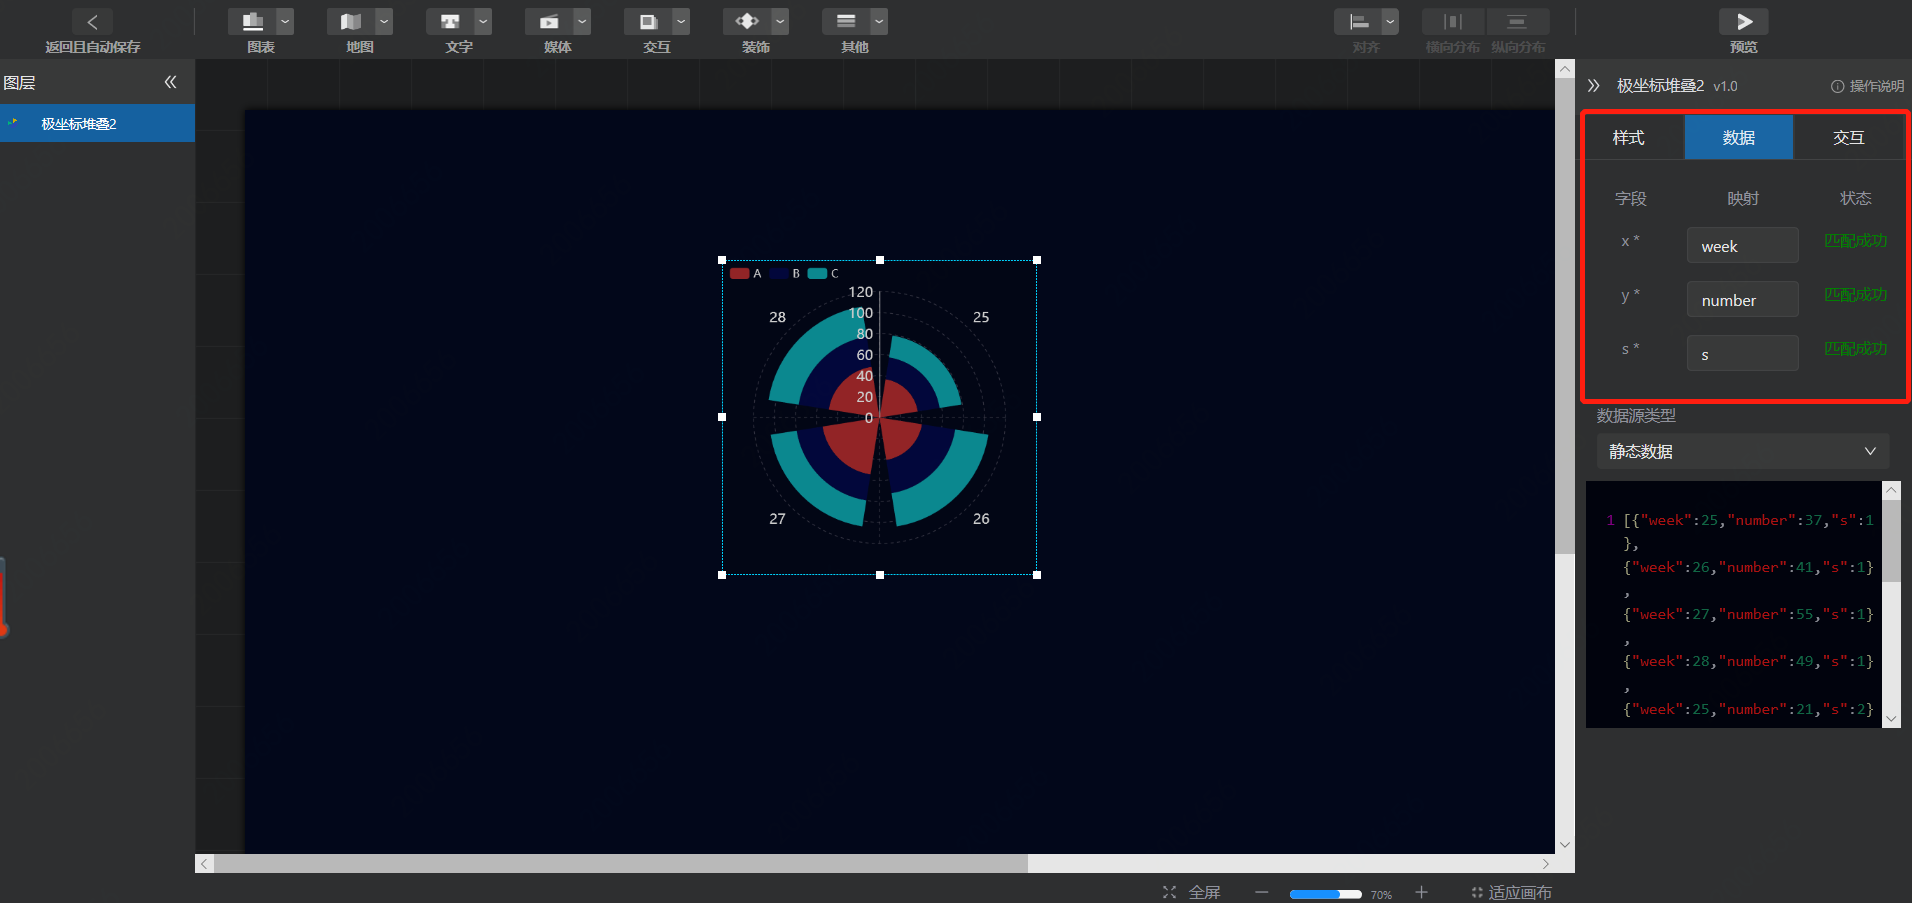 返回且自动保存
图表
地图
文字
媒体
交互
装饰
其他
对齐
横向分布
纵向分布
预览
图层
极坐标堆叠2
极坐标堆叠2 v1.0
操作说明
样式 数据 交互
字段 映射 状态
x * week 匹配成功
y * number 匹配成功
s * s 匹配成功
数据源类型
静态数据
1 [{"week":25,"number":37,"s":1
},
{"week":26,"number":41,"s":1}
,
{"week":27,"number":55,"s":1}
,
{"week":28,"number":49,"s":1}
,
{"week":25,"number":21,"s":2}
A B C
120
100
80
60
40
20
0
28
25
27
26
全屏
70%
适应画布